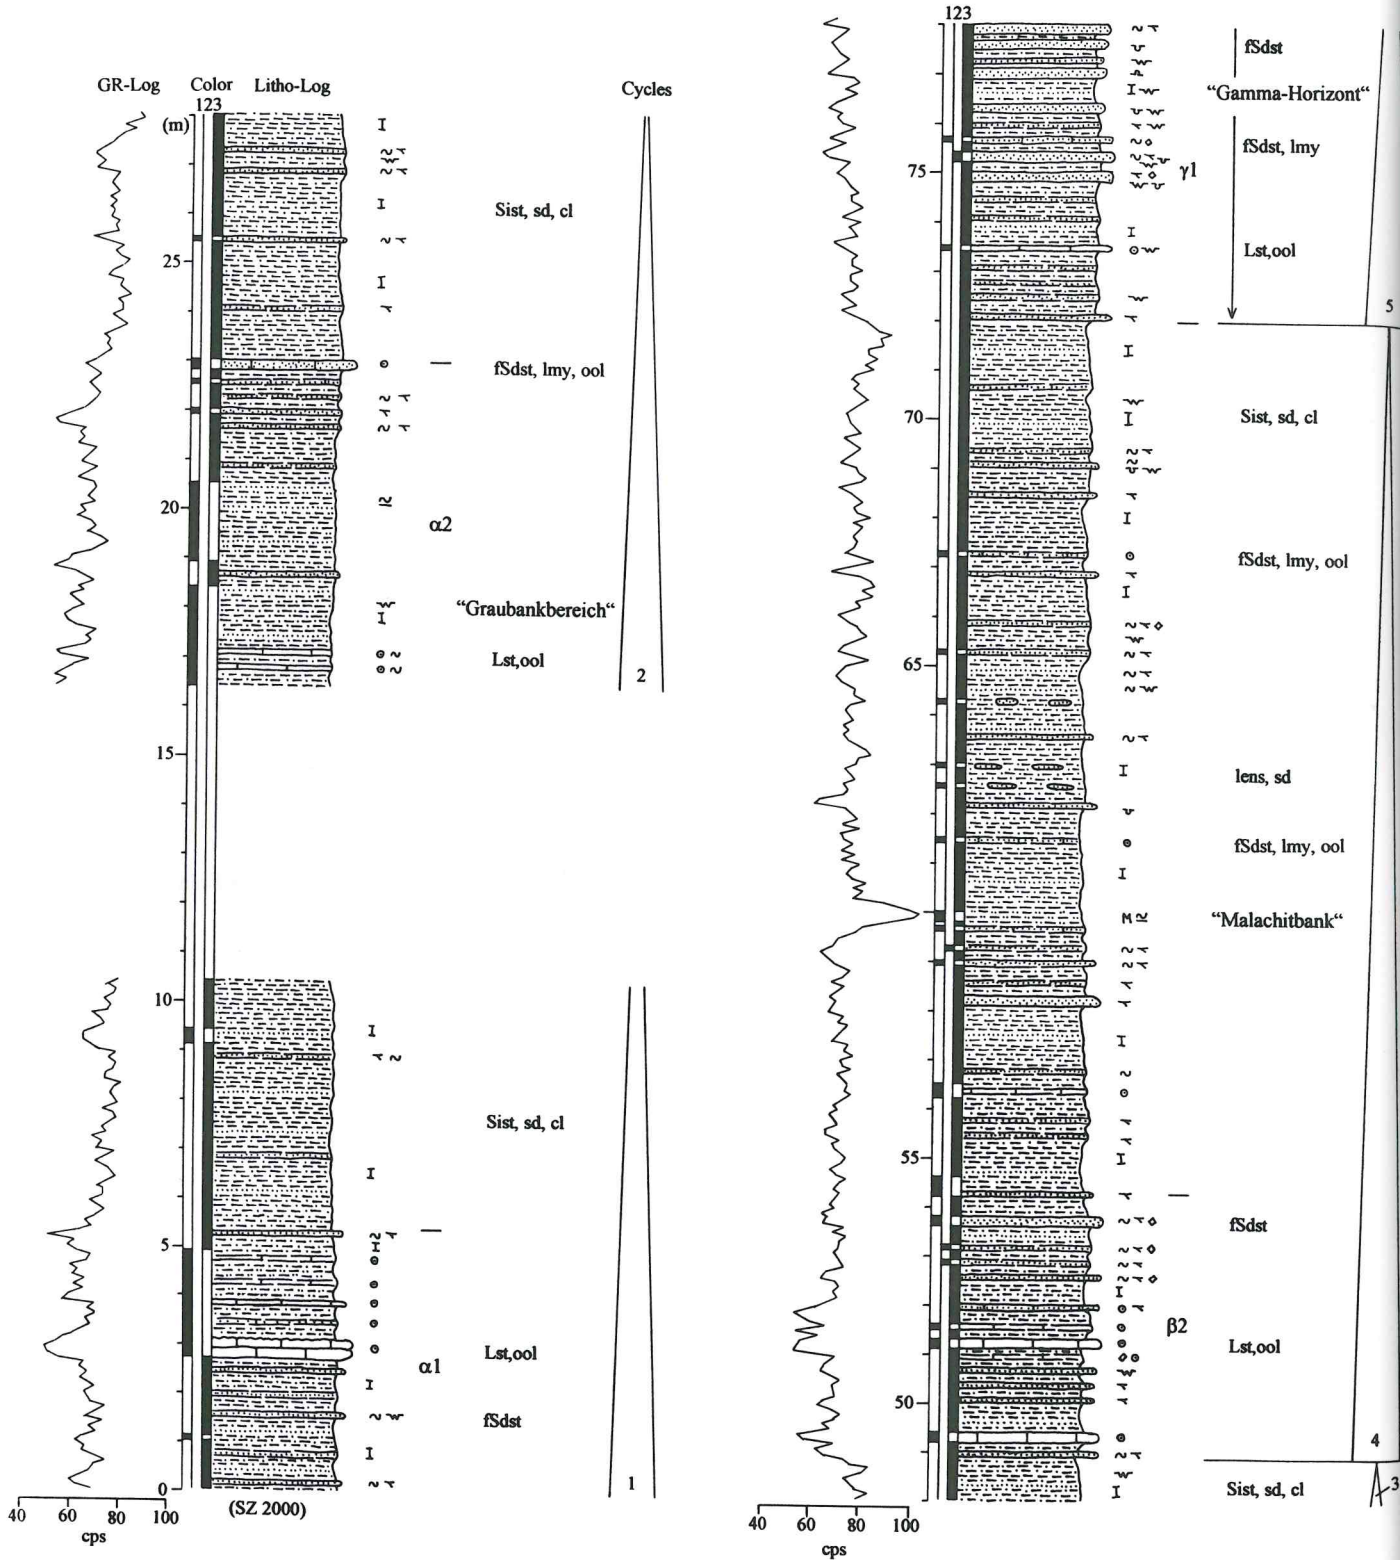 GR-Log Color Litho-Log Cycles
123
(m)
Sist, sd, cl
25
fSdst, lmy, ool
20
α2
"Graubankbereich"
Lst,ool
2
15
10
Sist, sd, cl
5
Lst,ool
α1
fSdst
1
0
(SZ 2000)
40 60 80 100
cps
123
fSdst
"Gamma-Horizont"
fSdst, lmy
75
γ1
Lst,ool
5
70
Sist, sd, cl
fSdst, lmy, ool
65
lens, sd
fSdst, lmy, ool
M
"Malachitbank"
55
fSdst
β2
Lst,ool
50
4
3
Sist, sd, cl
40 60 80 100
cps